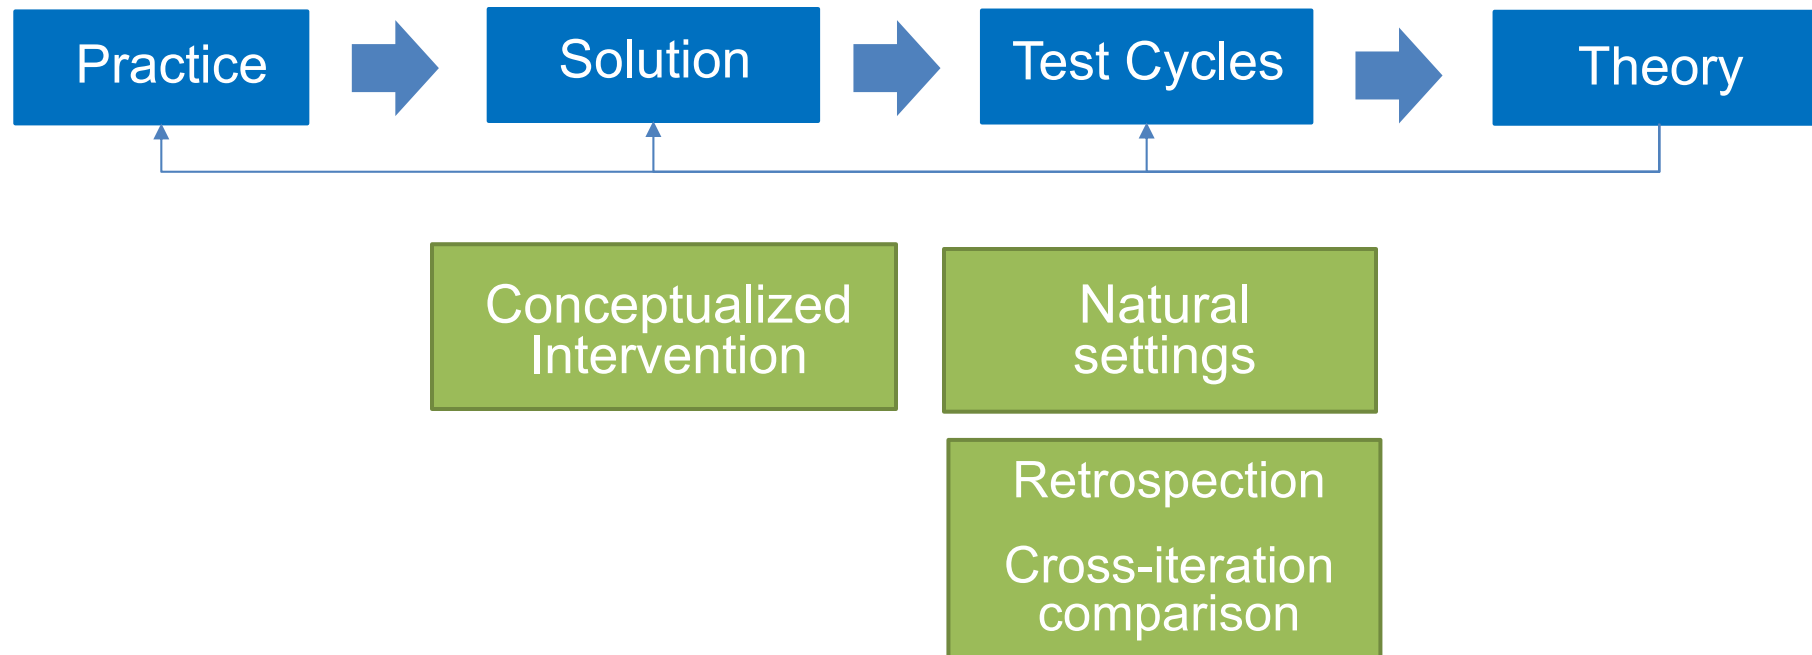 Practice
Solution
Test Cycles
Theory
Conceptualized
Intervention
Natural
settings
Retrospection
Cross-iteration
comparison